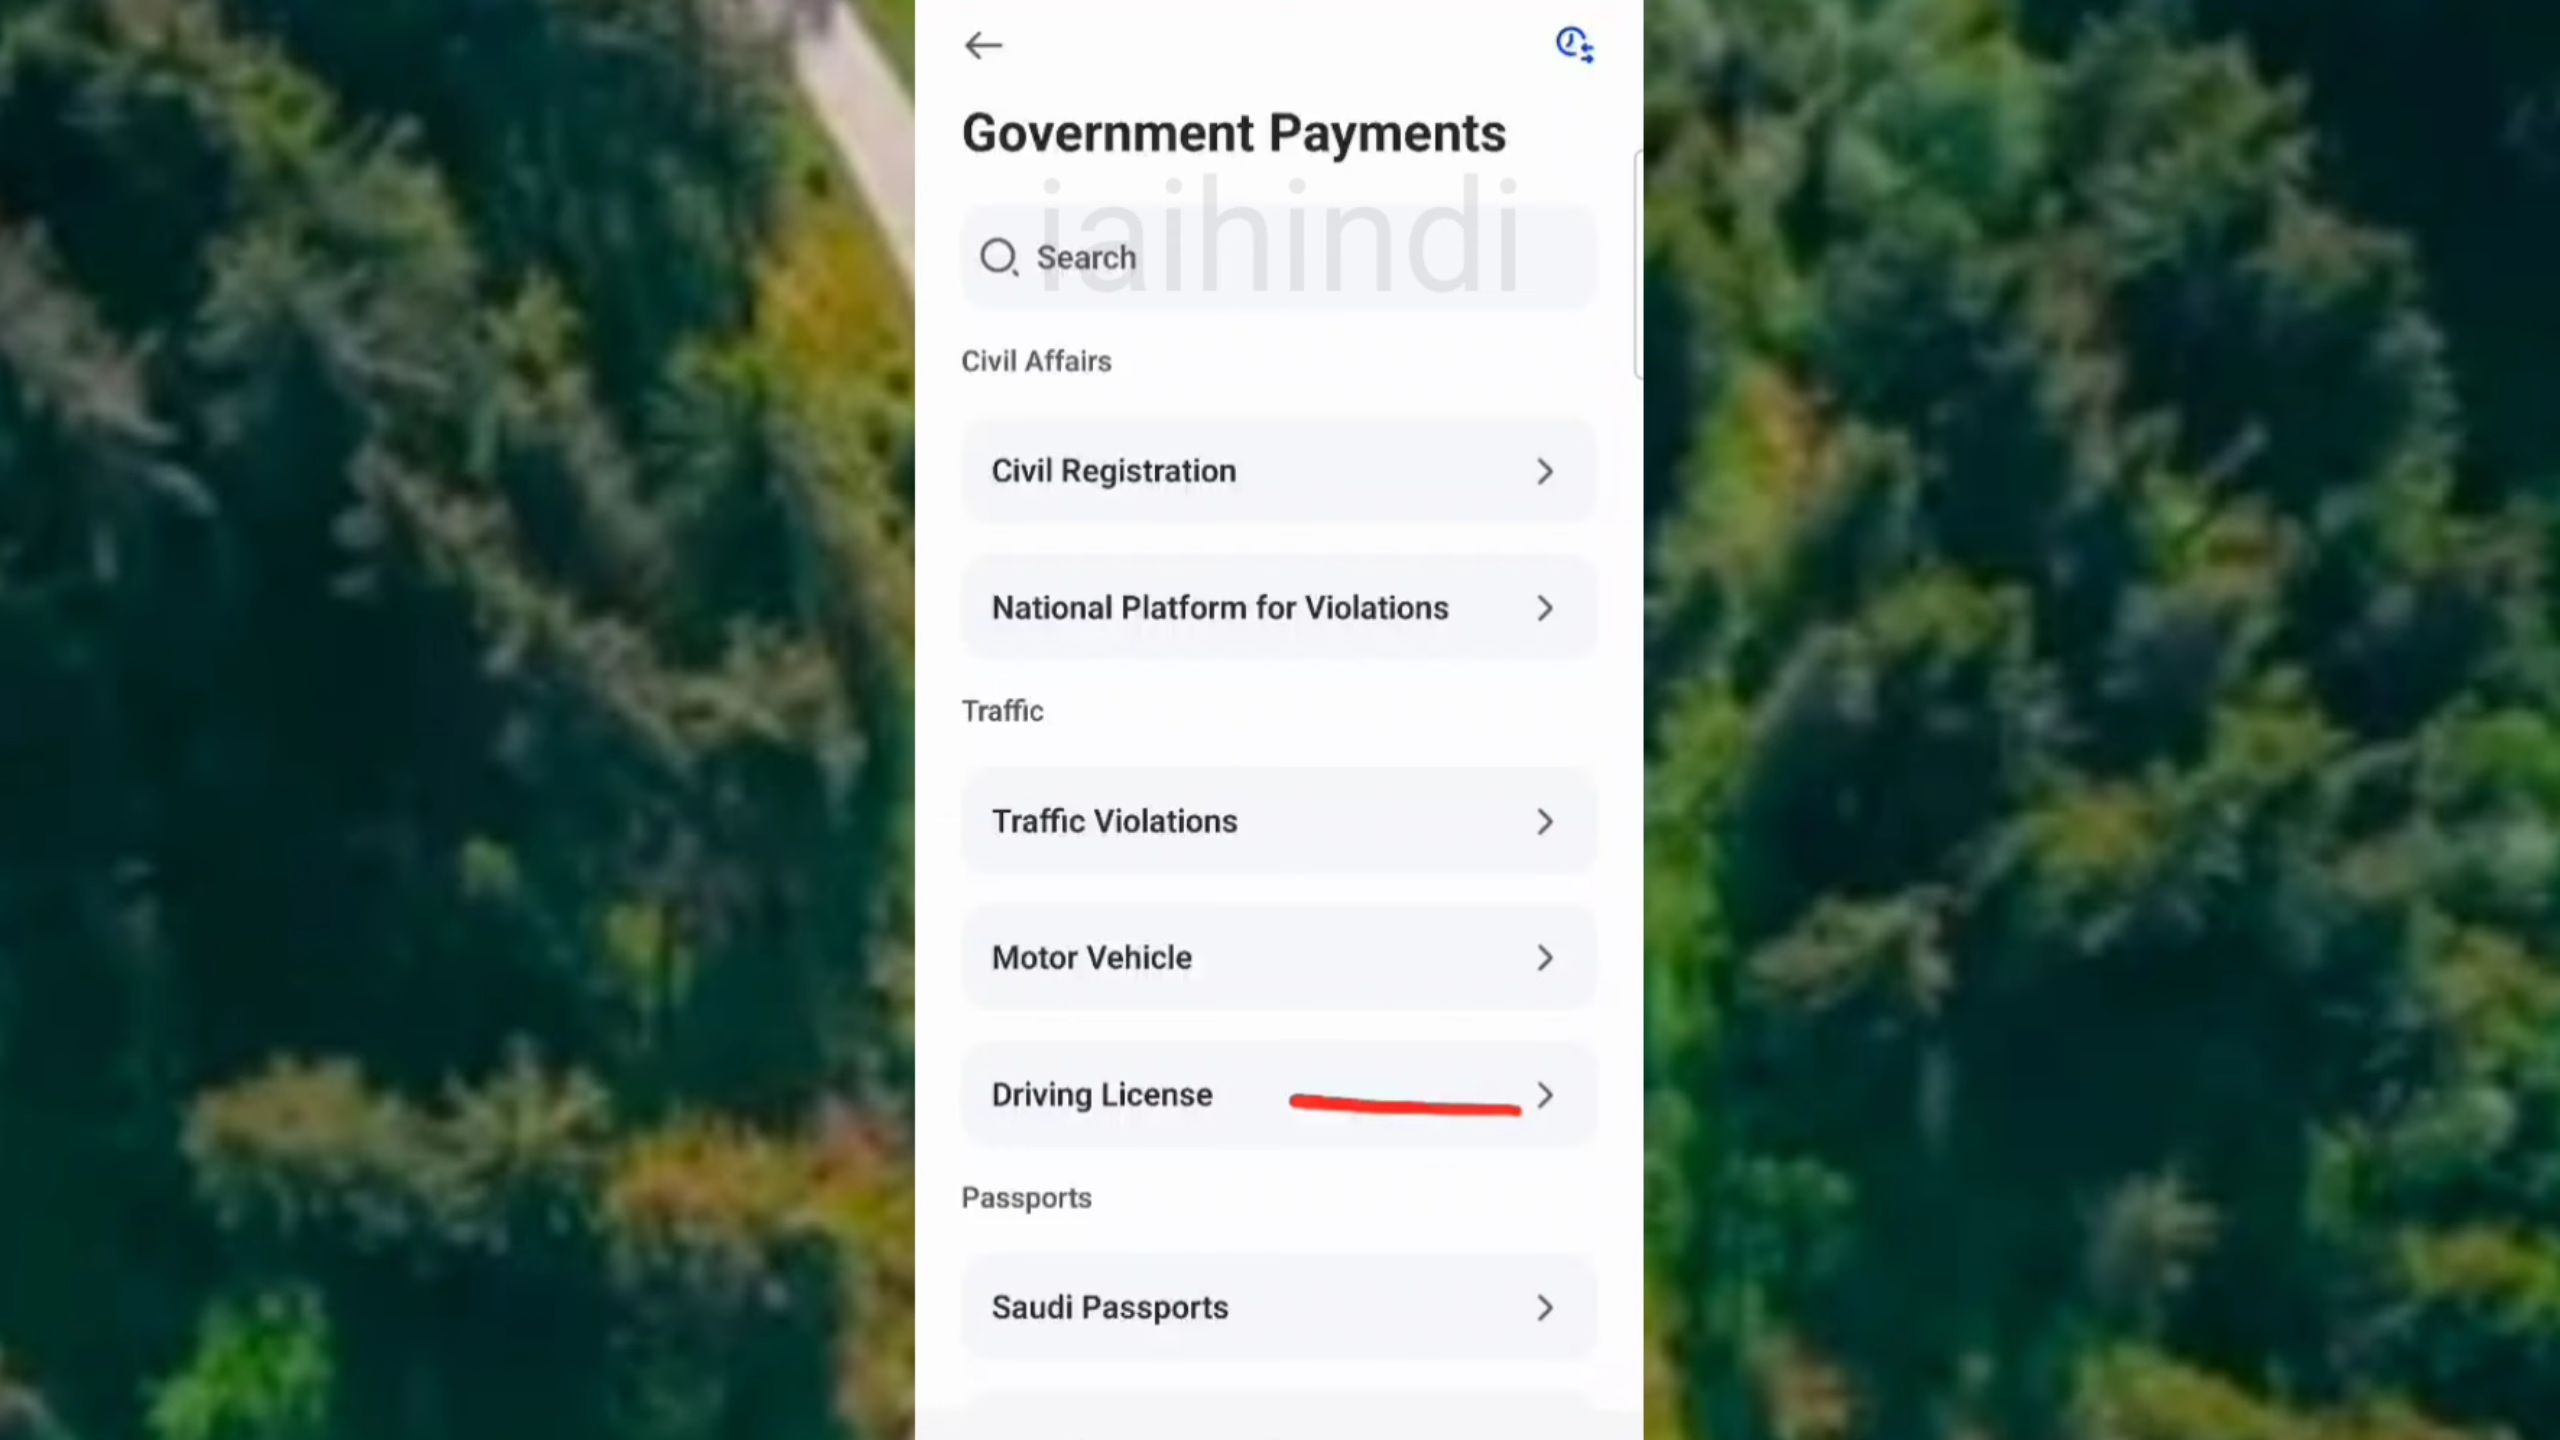 Government Payments
iaihindi
Search
Civil Affairs
Civil Registration
National Platform for Violations
Traffic
Traffic Violations
Motor Vehicle
Driving License
Passports
Saudi Passports